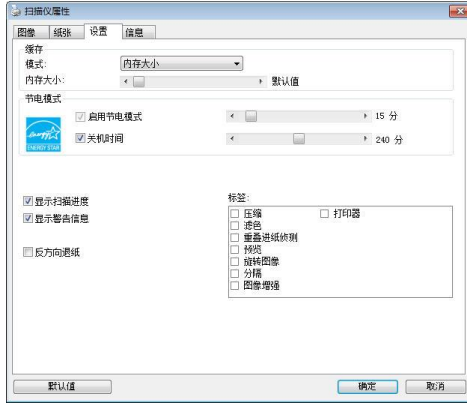 扫描仪属性
图像 纸张 设置 信息
缓存
模式: 内存大小
内存大小: 默认值
节电模式
启用节电模式 15 分
关机时间 240 分
ENERGY STAR
显示扫描进度
显示警告信息
反方向退纸
标签:
压缩 打印器
滤色
重叠进纸侦测
预览
旋转图像
分隔
图像增强
默认值 确定 取消